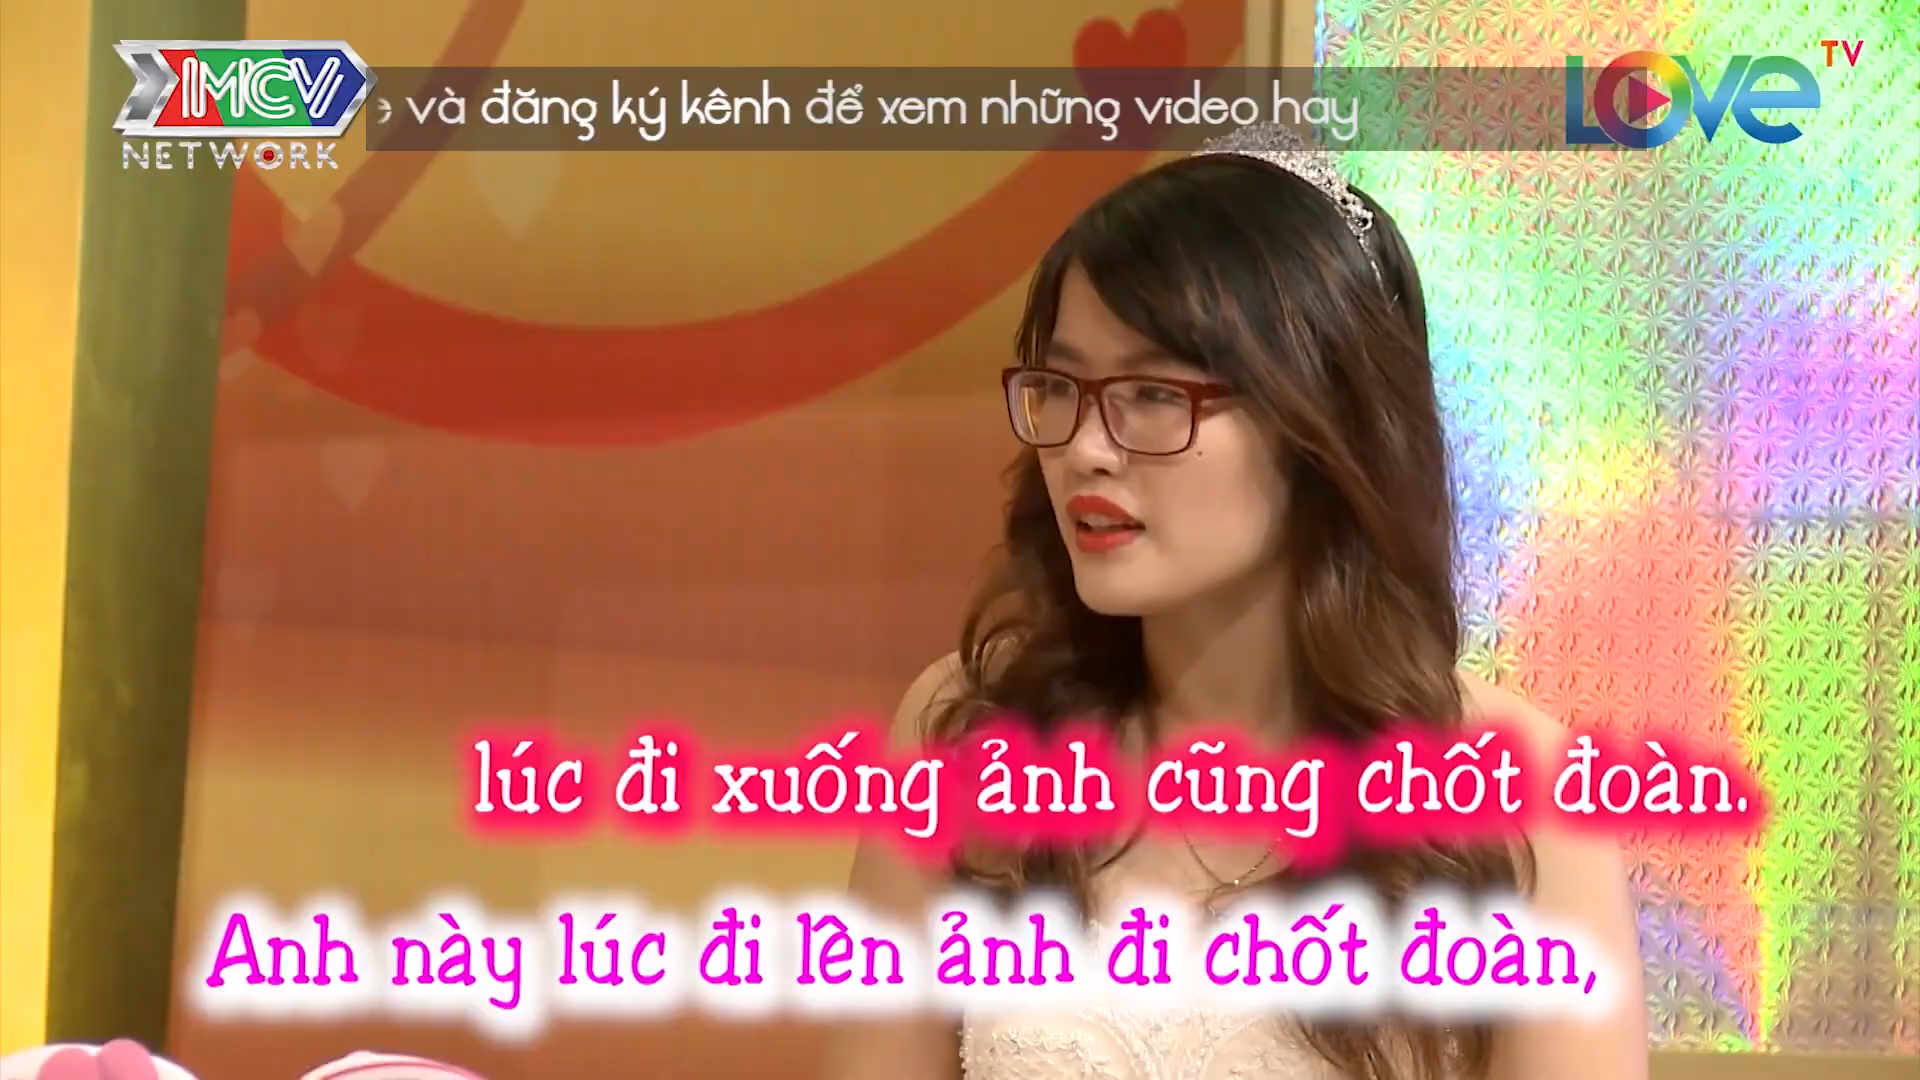 MCV
NETWORK
và đăng ký kênh để xem những video hay
LOVE TV
lúc đi xuống ảnh cũng chốt đoàn.
Anh này lúc đi lên ảnh đi chốt đoàn,